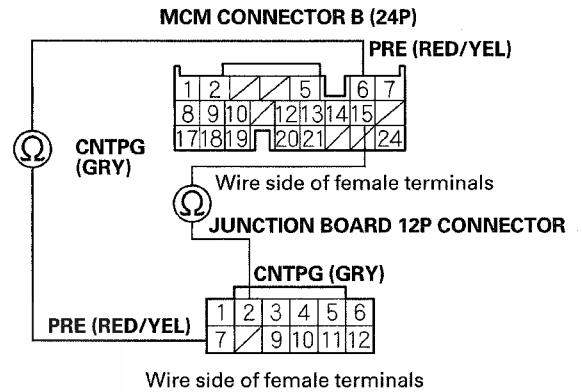 MCM CONNECTOR B (24P)
PRE (RED/YEL)
1 2 5 6 7
8 9 10 12 13 14 15
17 18 19 20 21 24
Ω
CNTPG
(GRY)
Wire side of female terminals
Ω
JUNCTION BOARD 12P CONNECTOR
CNTPG (GRY)
1 2 3 4 5 6
PRE (RED/YEL)
7 9 10 11 12
Wire side of female terminals